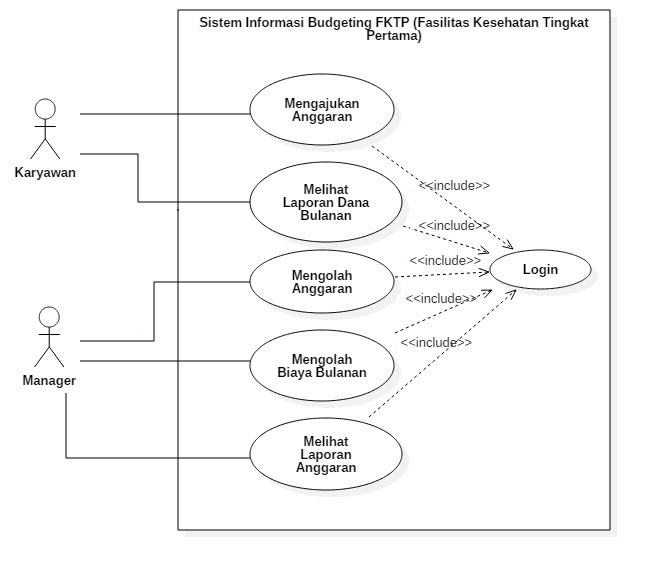 Sistem Informasi Budgeting FKTP (Fasilitas Kesehatan Tingkat
Pertama)
Mengajukan
Anggaran
Karyawan
<<include>>
Melihat
Laporan Dana
Bulanan
<<include>>
<<include>>
Login
Mengolah
Anggaran
<<include>>
Manager
<<include>>
Mengolah
Biaya Bulanan
Melihat
Laporan
Anggaran